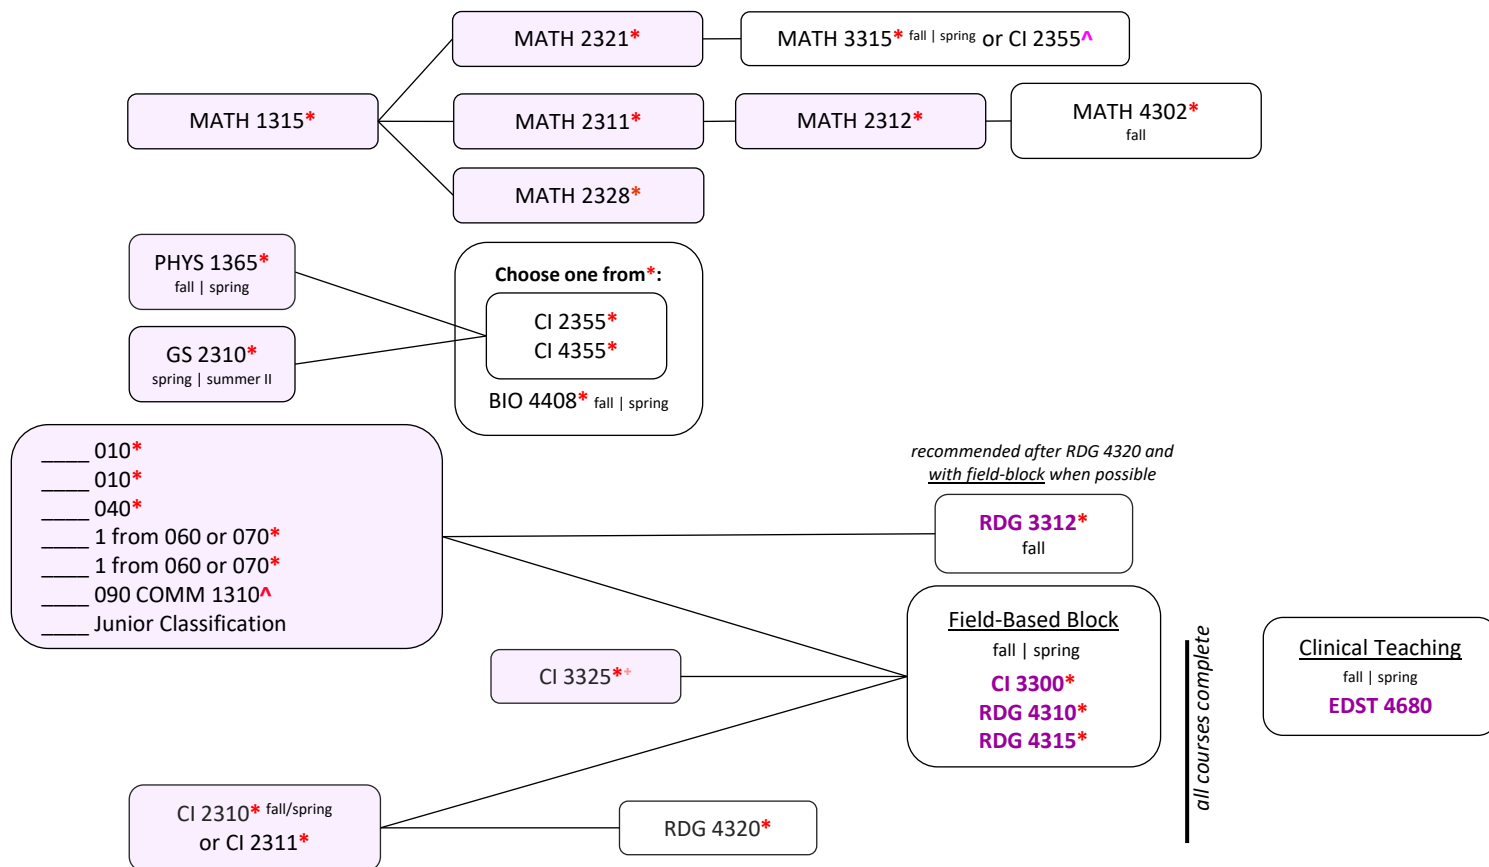 MATH 2321*
MATH 3315* fall | spring or CI 2355^
MATH 1315*
MATH 2311*
MATH 2312*
MATH 4302*
fall
MATH 2328*
PHYS 1365*
fall | spring
GS 2310*
spring | summer II
Choose one from*:
CI 2355*
CI 4355*
BIO 4408* fall | spring
____ 010*
____ 010*
____ 040*
____ 1 from 060 or 070*
____ 1 from 060 or 070*
____ 090 COMM 1310^
____ Junior Classification
recommended after RDG 4320 and
with field-block when possible
RDG 3312*
fall
CI 3325*+
Field-Based Block
fall | spring
CI 3300*
RDG 4310*
RDG 4315*
all courses complete
Clinical Teaching
fall | spring
EDST 4680
CI 2310* fall/spring
or CI 2311*
RDG 4320*